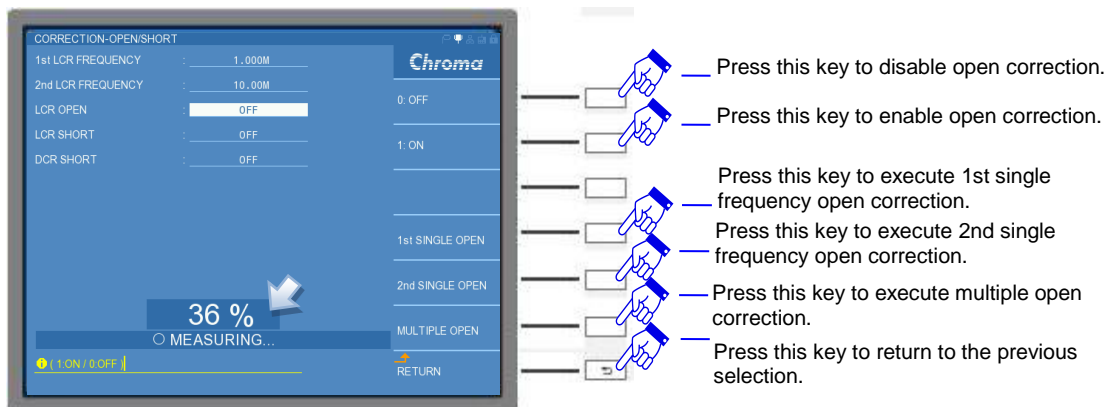 CORRECTION-OPEN/SHORT
1st LCR FREQUENCY : 1.000M
2nd LCR FREQUENCY : 10.00M
LCR OPEN : OFF
LCR SHORT : OFF
DCR SHORT : OFF
36 %
MEASURING...
( 1:ON / 0:OFF )
Chroma
0: OFF
1: ON
1st SINGLE OPEN
2nd SINGLE OPEN
MULTIPLE OPEN
RETURN
Press this key to disable open correction.
Press this key to enable open correction.
Press this key to execute 1st single
frequency open correction.
Press this key to execute 2nd single
frequency open correction.
Press this key to execute multiple open
correction.
Press this key to return to the previous
selection.